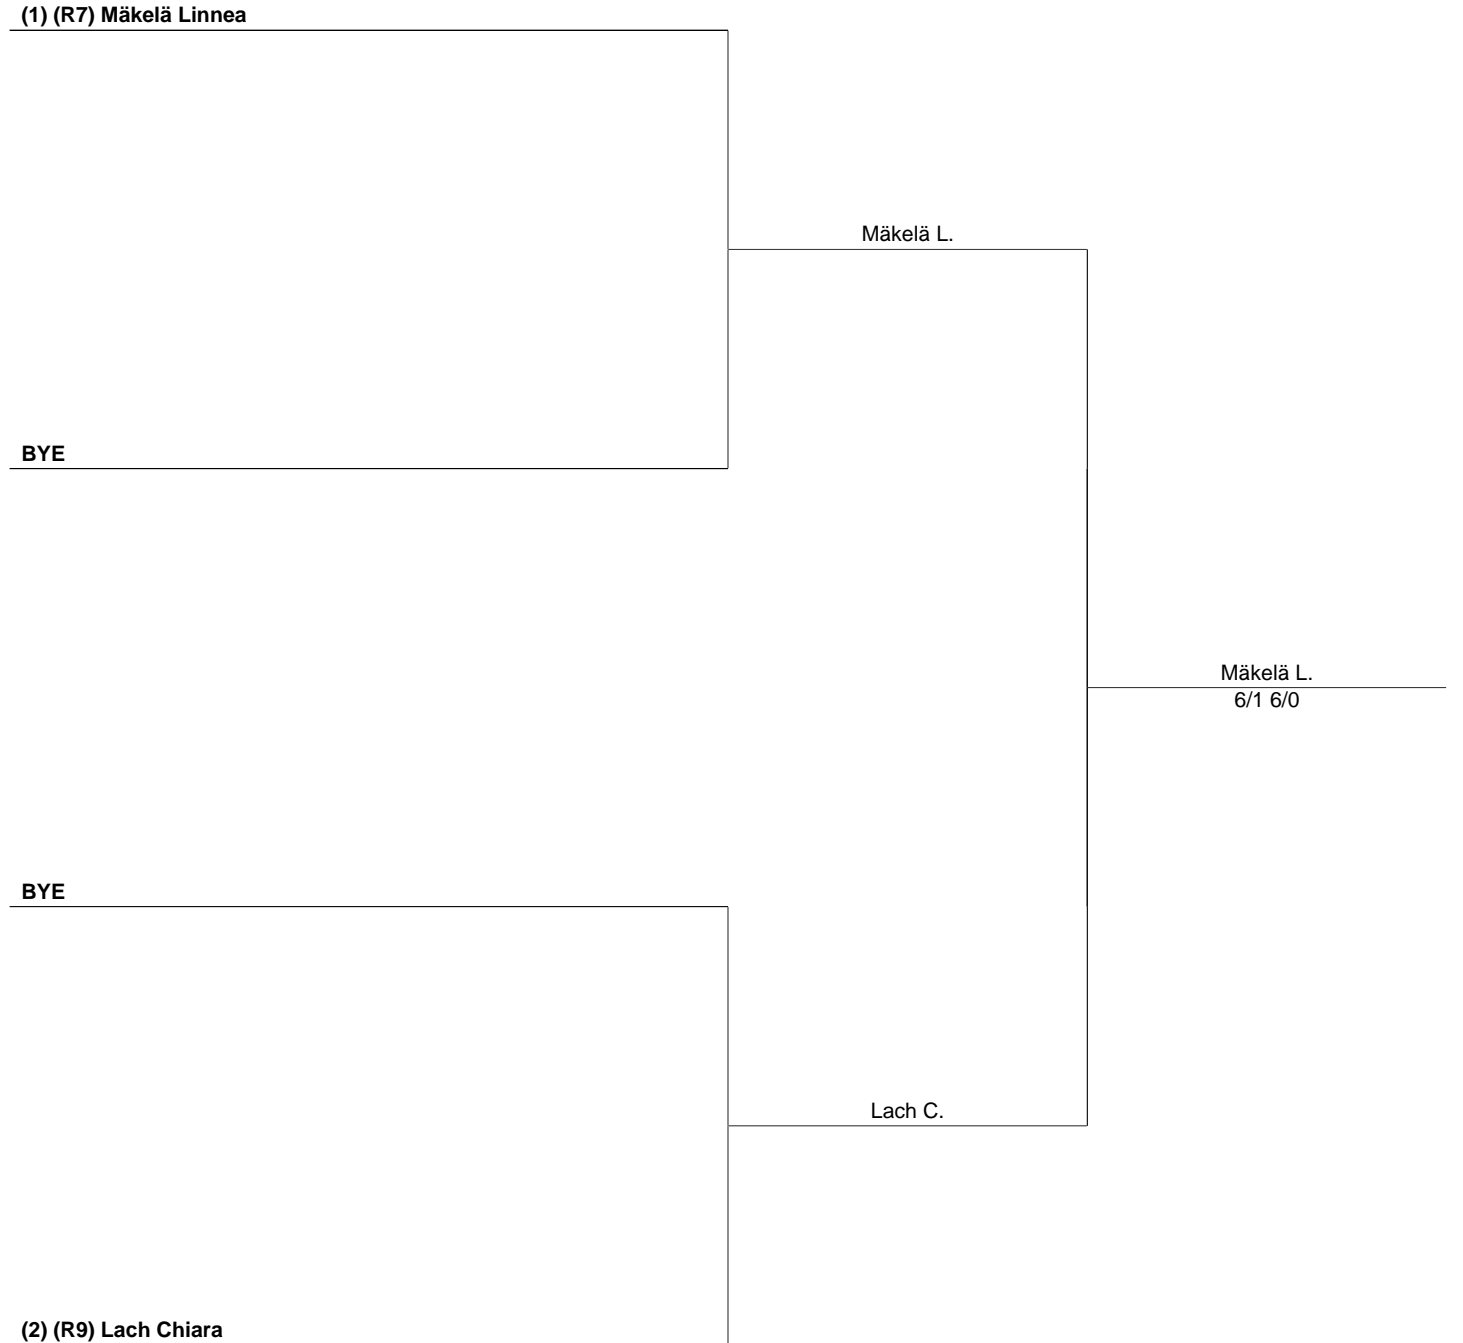 (1) (R7) Mäkelä Linnea
Mäkelä L.
BYE
Mäkelä L.
6/1 6/0
BYE
Lach C.
(2) (R9) Lach Chiara